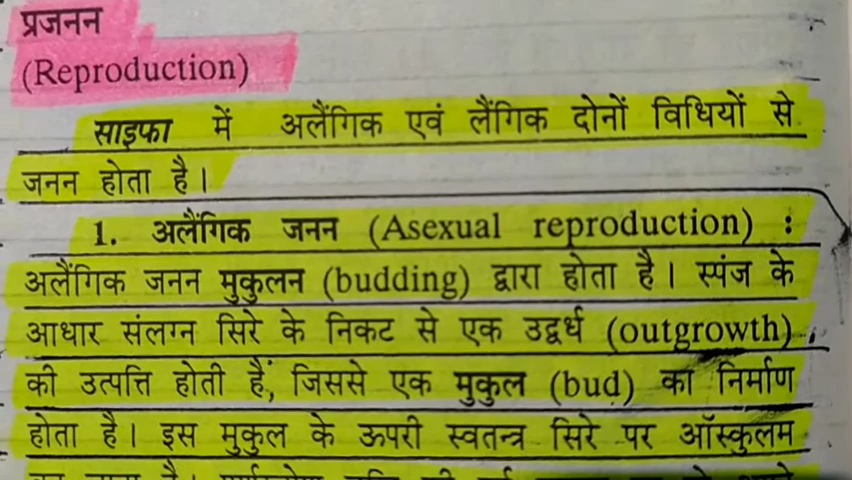 प्रजनन
(Reproduction)
साइफा में अलैंगिक एवं लैंगिक दोनों विधियों से
जनन होता है।
1. अलैंगिक जनन (Asexual reproduction) :
अलैंगिक जनन मुकुलन (budding) द्वारा होता है। स्पंज के
आधार संलग्न सिरे के निकट से एक उद्वर्ध (outgrowth)
की उत्पत्ति होती है, जिससे एक मुकुल (bud) का निर्माण
होता है। इस मुकुल के ऊपरी स्वतन्त्र सिरे पर ऑस्कुलम